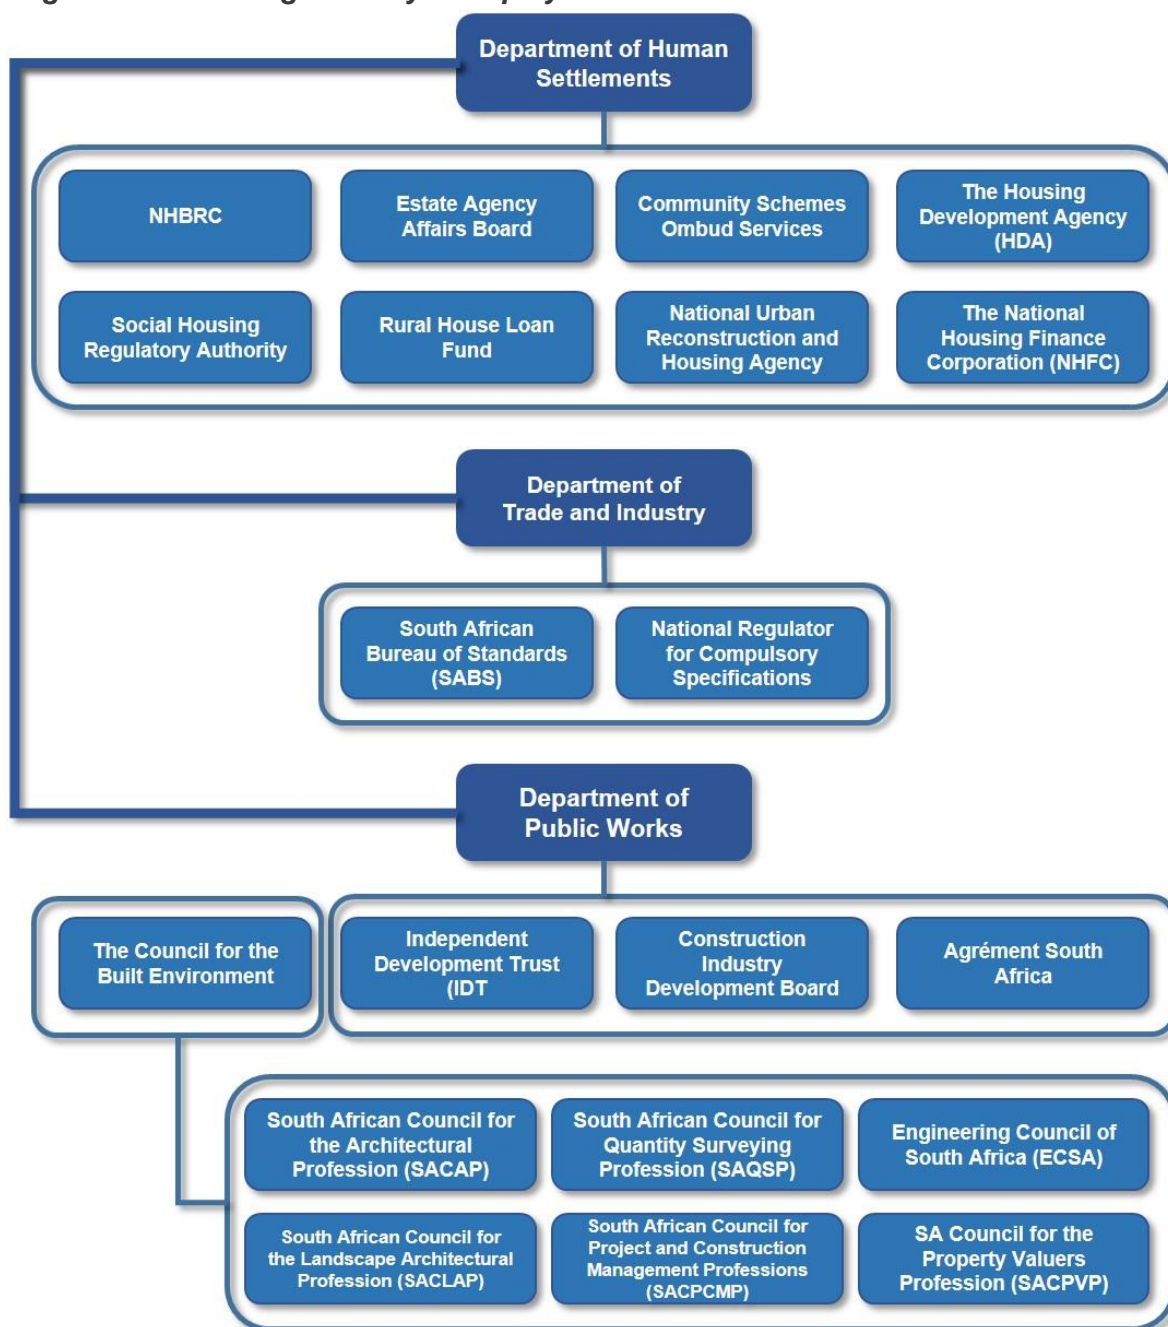 Department of Human
Settlements
NHBRC
Estate Agency
Affairs Board
Community Schemes
Ombud Services
The Housing
Development Agency
(HDA)
Social Housing
Regulatory Authority
Rural House Loan
Fund
National Urban
Reconstruction and
Housing Agency
The National
Housing Finance
Corporation (NHFC)
Department of
Trade and Industry
South African
Bureau of Standards
(SABS)
National Regulator
for Compulsory
Specifications
Department of
Public Works
The Council for the
Built Environment
Independent
Development Trust
(IDT
Construction
Industry
Development Board
Agrément South
Africa
South African Council for
the Architectural
Profession (SACAP)
South African Council for
Quantity Surveying
Profession (SAQSP)
Engineering Council of
South Africa (ECSA)
South African Council for
the Landscape Architectural
Profession (SACLAP)
South African Council for
Project and Construction
Management Professions
(SACPCMP)
SA Council for the
Property Valuers
Profession (SACPVP)